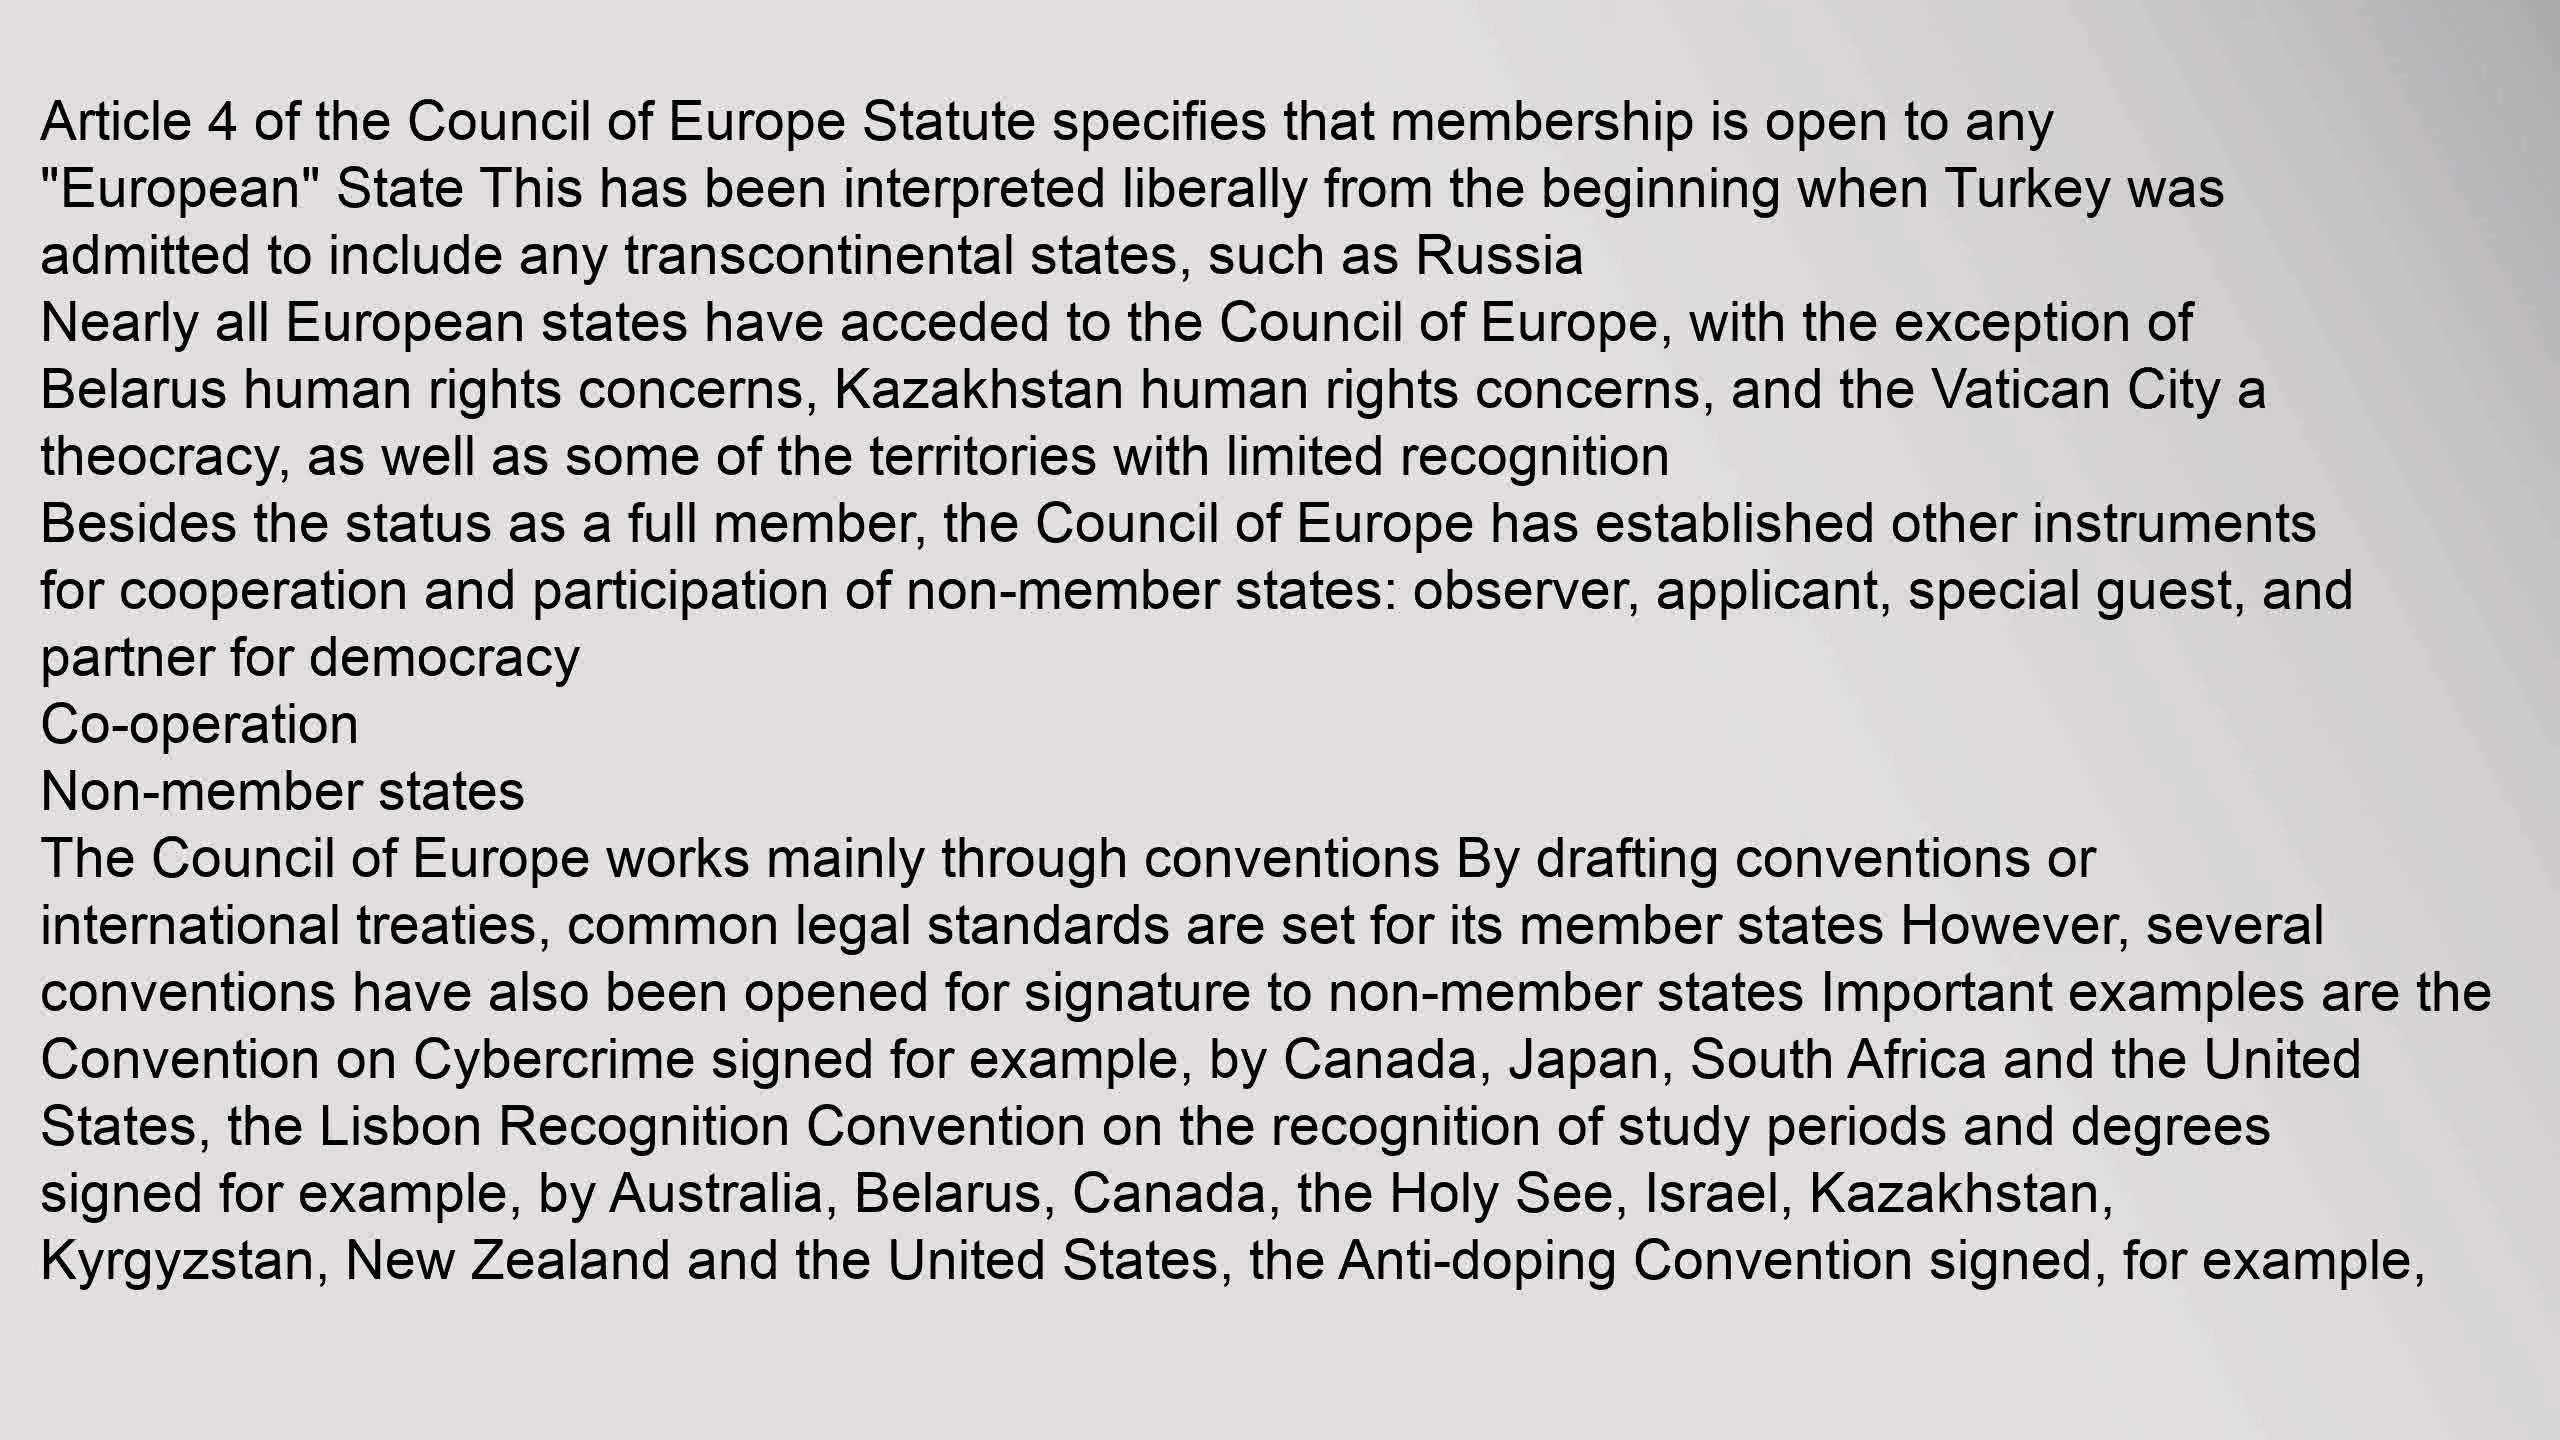 Article 4 of the Council of Europe Statute specifies that membership is open to any
"European" State This has been interpreted liberally from the beginning when Turkey was
admitted to include any transcontinental states, such as Russia
Nearly all European states have acceded to the Council of Europe, with the exception of
Belarus human rights concerns, Kazakhstan human rights concerns, and the Vatican City a
theocracy, as well as some of the territories with limited recognition
Besides the status as a full member, the Council of Europe has established other instruments
for cooperation and participation of non-member states: observer, applicant, special guest, and
partner for democracy
Co-operation
Non-member states
The Council of Europe works mainly through conventions By drafting conventions or
international treaties, common legal standards are set for its member states However, several
conventions have also been opened for signature to non-member states Important examples are the
Convention on Cybercrime signed for example, by Canada, Japan, South Africa and the United
States, the Lisbon Recognition Convention on the recognition of study periods and degrees
signed for example, by Australia, Belarus, Canada, the Holy See, Israel, Kazakhstan,
Kyrgyzstan, New Zealand and the United States, the Anti-doping Convention signed, for example,